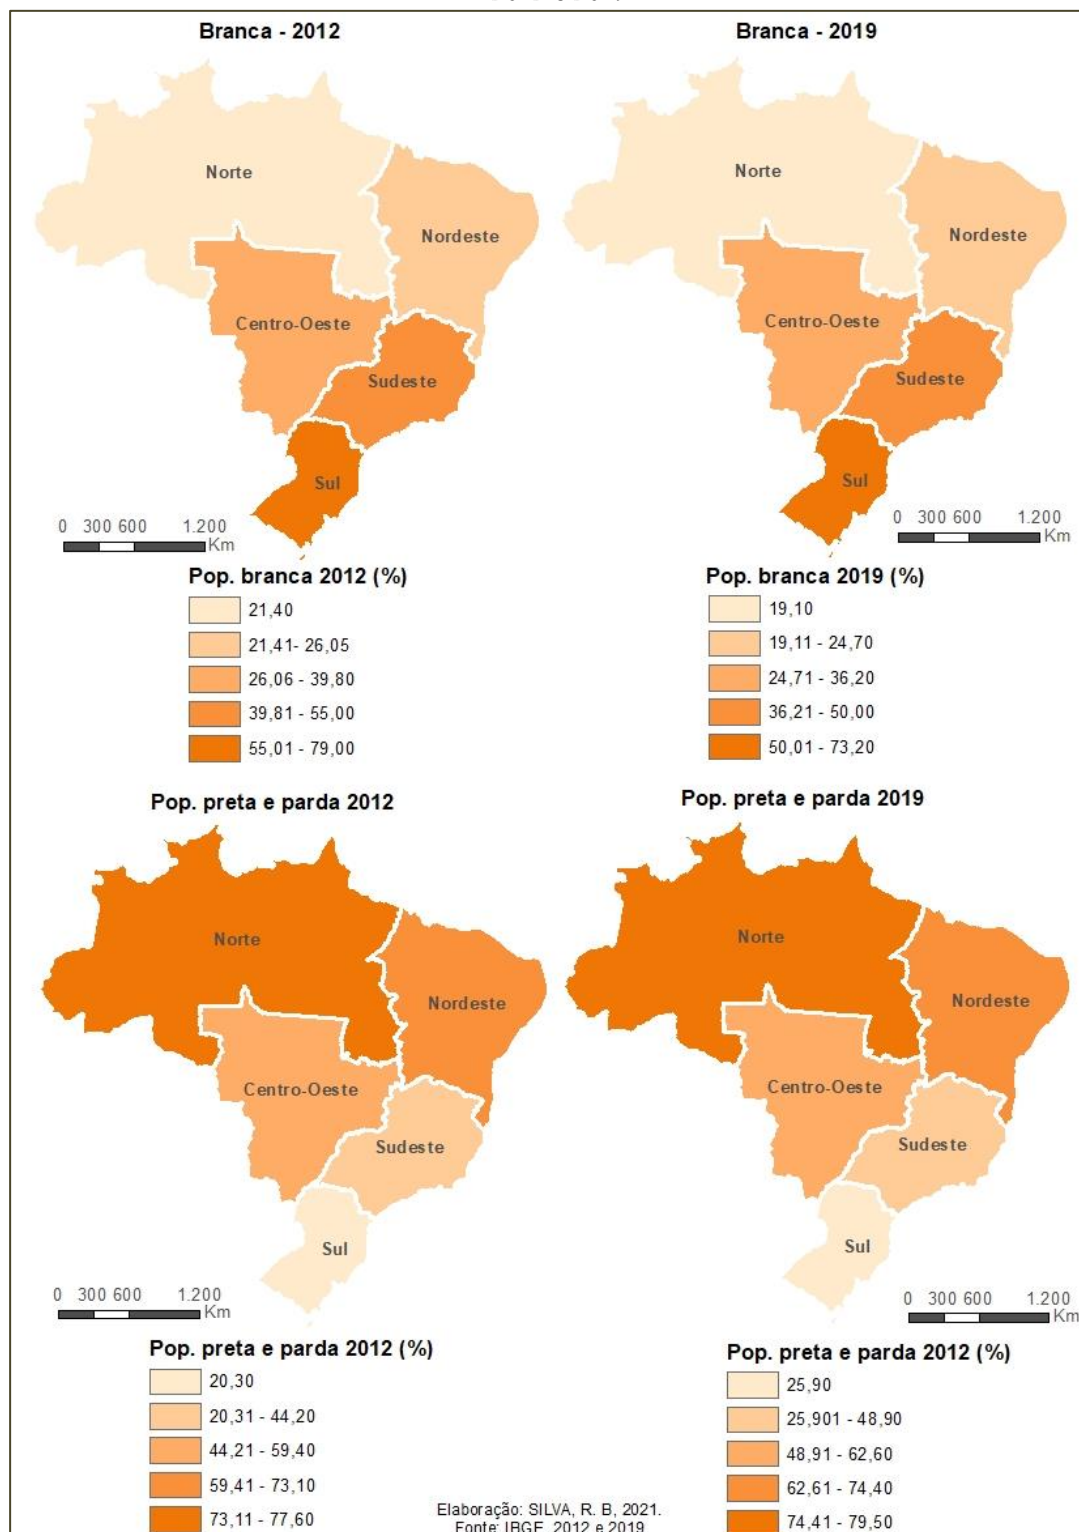 Branca - 2012
Norte
Nordeste
Centro-Oeste
Sudeste
Sul
0 300 600 1.200
Km
Pop. branca 2012 (%)
21,40
21,41- 26,05
26,06 - 39,80
39,81 - 55,00
55,01 - 79,00
Branca - 2019
Norte
Nordeste
Centro-Oeste
Sudeste
Sul
0 300 600 1.200
Km
Pop. branca 2019 (%)
19,10
19,11 - 24,70
24,71 - 36,20
36,21 - 50,00
50,01 - 73,20
Pop. preta e parda 2012
Norte
Nordeste
Centro-Oeste
Sudeste
Sul
0 300 600 1.200
Km
Pop. preta e parda 2012 (%)
20,30
20,31 - 44,20
44,21 - 59,40
59,41 - 73,10
73,11 - 77,60
Pop. preta e parda 2019
Norte
Nordeste
Centro-Oeste
Sudeste
Sul
0 300 600 1.200
Km
Pop. preta e parda 2012 (%)
25,90
25,901 - 48,90
48,91 - 62,60
62,61 - 74,40
74,41 - 79,50
Elaboração: SILVA, R. B, 2021.
Fonte: IBGE, 2012 e 2019